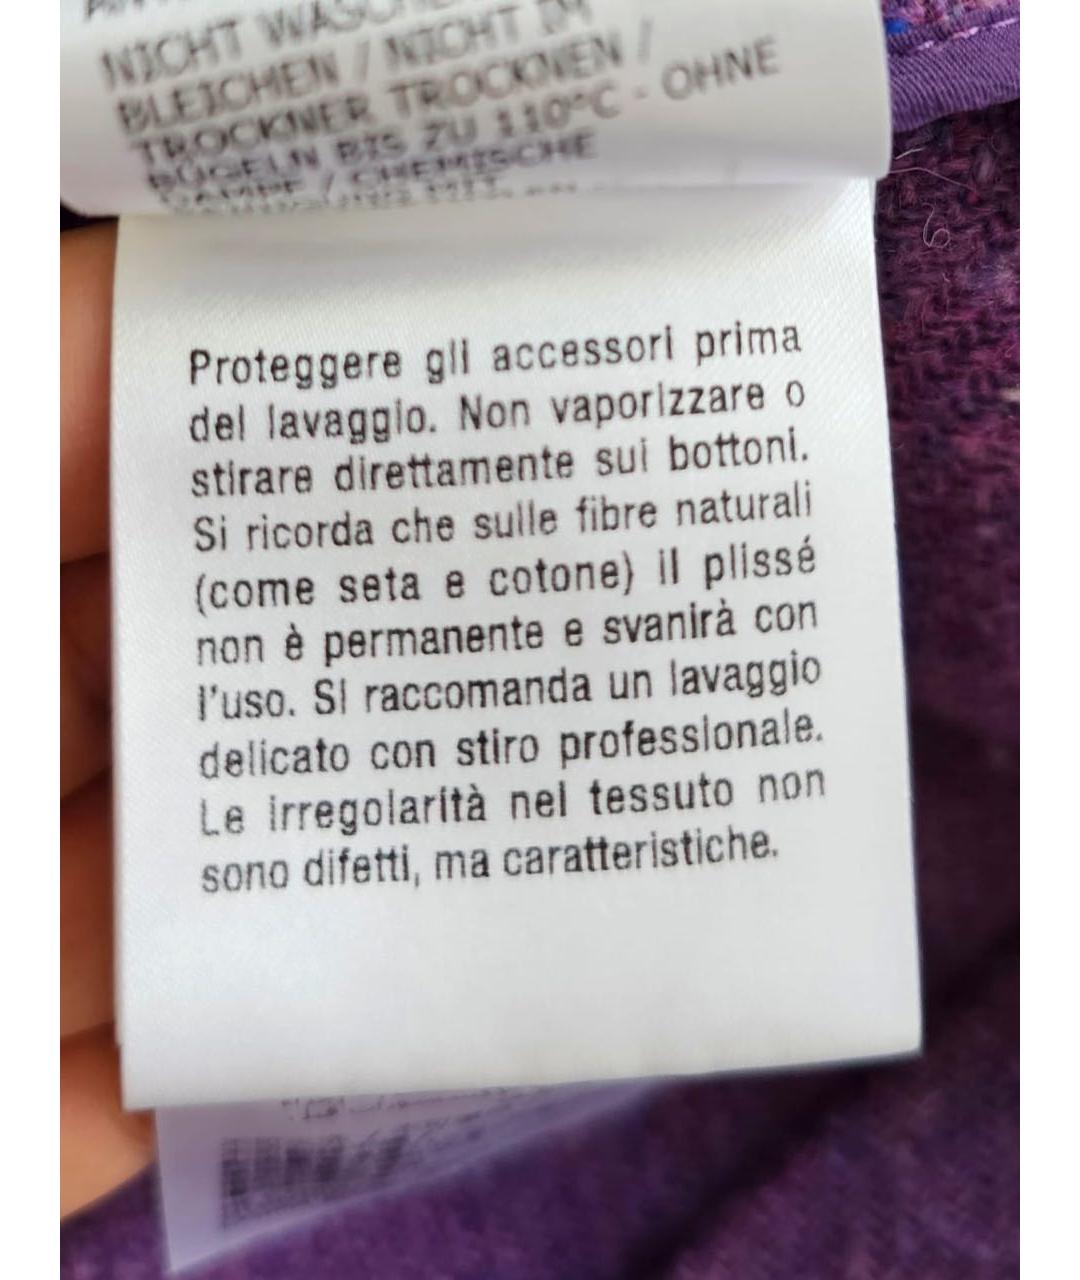 NICHT
BLEICHEN / NICHT IM
TROCKNER TROCKNEN /
BÜGELN BIS ZU 110°C - OHNE
DAMPF / CHEMISCHE
Proteggere gli accessori prima
del lavaggio. Non vaporizzare o
stirare direttamente sui bottoni.
Si ricorda che sulle fibre naturali
(come seta e cotone) il plissé
non è permanente e svanirà con
l'uso. Si raccomanda un lavaggio
delicato con stiro professionale.
Le irregolarità nel tessuto non
sono difetti, ma caratteristiche.